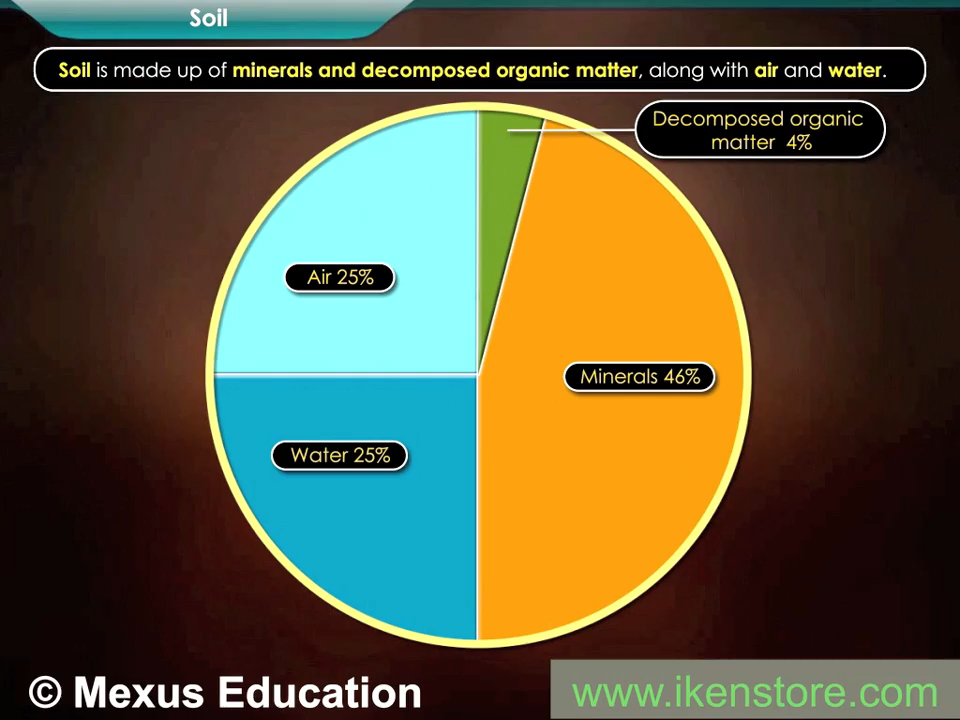 Soil
Soil is made up of minerals and decomposed organic matter, along with air and water.
Decomposed organic
matter 4%
Air 25%
Minerals 46%
Water 25%
© Mexus Education
www.ikenstore.com